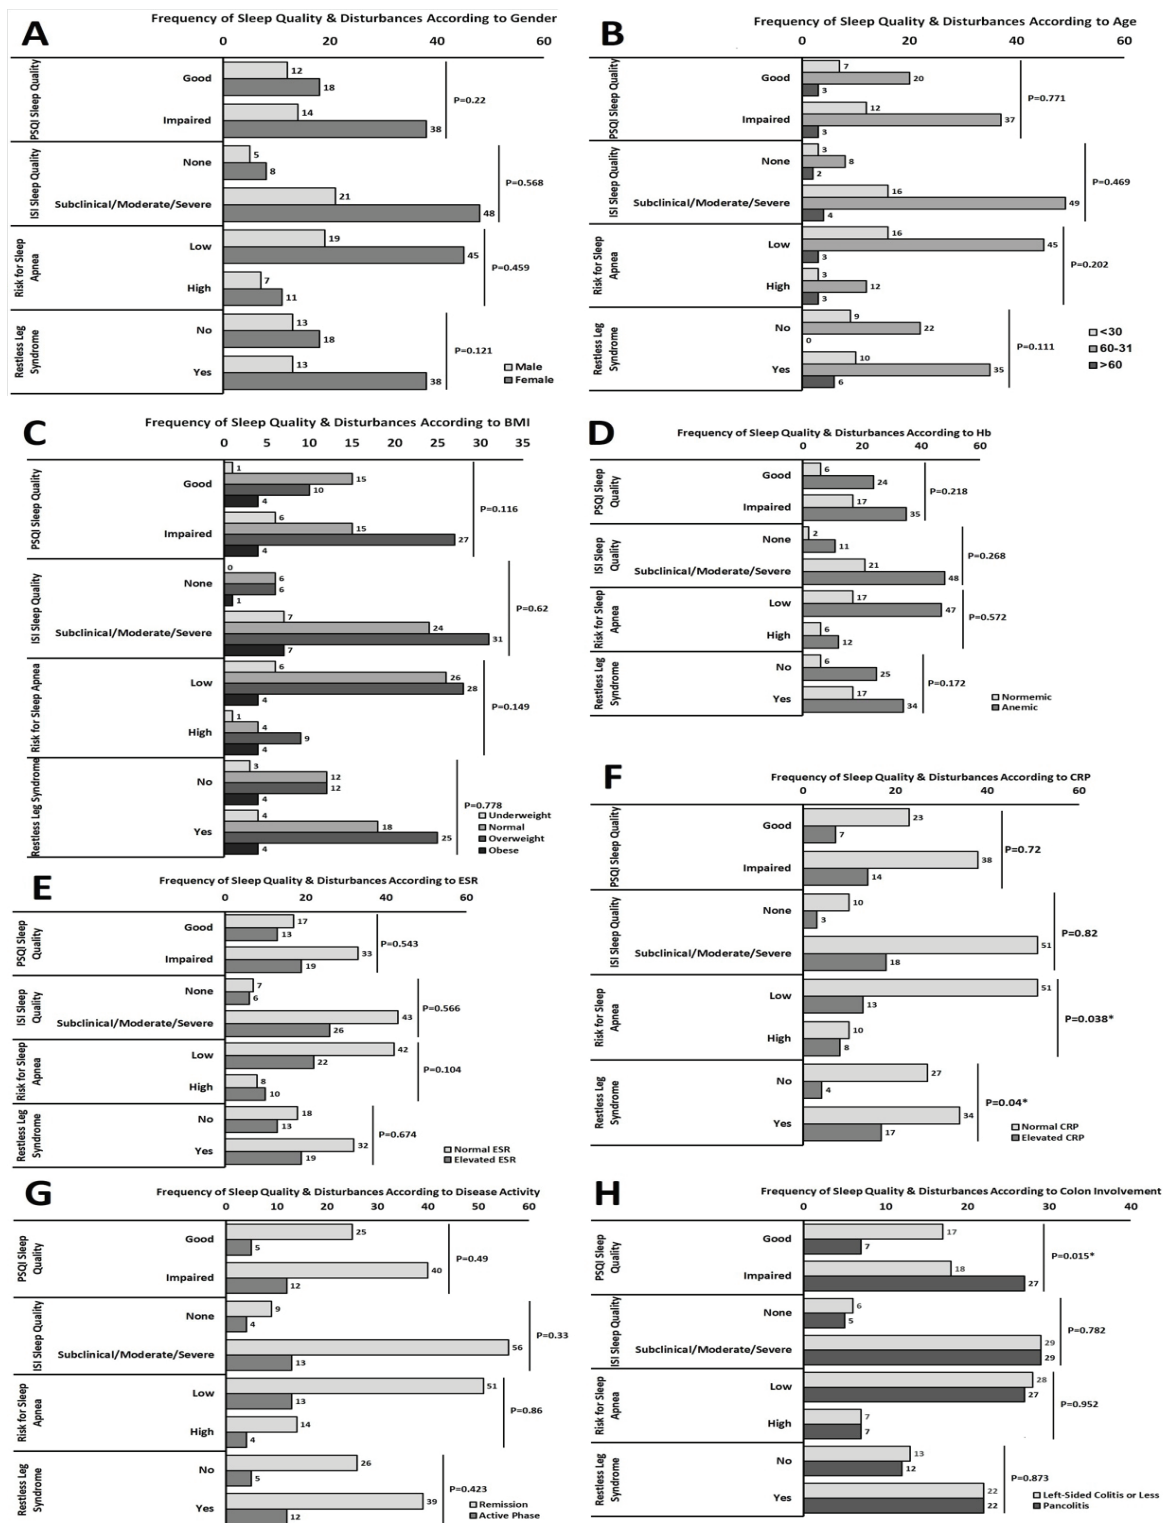 A
Frequency of Sleep Quality & Disturbances According to Gender
0 20 40 60
PSQI Sleep Quality
Good
12
18
Impaired
14
38
P=0.22
ISI Sleep Quality
None
5
8
Subclinical/Moderate/Severe
21
48
P=0.568
Risk for Sleep
Apnea
Low
19
45
High
7
11
P=0.459
Restless Leg
Syndrome
No
13
18
Yes
13
38
P=0.121
Male
Female
B
Frequency of Sleep Quality & Disturbances According to Age
0 20 40 60
PSQI Sleep Quality
Good
7
20
3
Impaired
12
37
3
P=0.771
ISI Sleep Quality
None
3
8
2
Subclinical/Moderate/Severe
16
49
4
P=0.469
Risk for Sleep
Apnea
Low
16
45
3
High
3
12
3
P=0.202
Restless Leg
Syndrome
No
9
22
0
Yes
10
35
6
P=0.111
<30
60-31
>60
C
Frequency of Sleep Quality & Disturbances According to BMI
0 5 10 15 20 25 30 35
PSQI Sleep Quality
Good
1
15
10
4
Impaired
6
15
27
4
P=0.116
ISI Sleep Quality
None
0
6
6
1
Subclinical/Moderate/Severe
7
24
31
7
P=0.62
Risk for Sleep Apnea
Low
6
26
28
4
High
1
4
9
4
P=0.149
Restless Leg Syndrome
No
3
12
12
4
Yes
4
18
25
4
P=0.778
Underweight
Normal
Overweight
Obese
D
Frequency of Sleep Quality & Disturbances According to Hb
0 20 40 60
PSQI Sleep
Quality
Good
6
24
Impaired
17
35
P=0.218
ISI Sleep
Quality
None
2
11
Subclinical/Moderate/Severe
21
48
P=0.268
Risk for Sleep
Apnea
Low
17
47
High
6
12
P=0.572
Restless Leg
Syndrome
No
6
25
Yes
17
34
P=0.172
Normemic
Anemic
E
Frequency of Sleep Quality & Disturbances According to ESR
0 10 20 30 40 50 60
PSQI Sleep
Quality
Good
17
13
Impaired
33
19
P=0.543
ISI Sleep
Quality
None
7
6
Subclinical/Moderate/Severe
43
26
P=0.566
Risk for Sleep
Apnea
Low
42
22
High
8
10
P=0.104
Restless Leg
Syndrome
No
18
13
Yes
32
19
P=0.674
Normal ESR
Elevated ESR
F
Frequency of Sleep Quality & Disturbances According to CRP
0 10 20 30 40 50 60
PSQI Sleep Quality
Good
23
7
Impaired
38
14
P=0.72
ISI Sleep Quality
None
10
3
Subclinical/Moderate/Severe
51
18
P=0.82
Risk for Sleep
Apnea
Low
51
13
High
10
8
P=0.038*
Restless Leg
Syndrome
No
27
4
Yes
34
17
P=0.04*
Normal CRP
Elevated CRP
G
Frequency of Sleep Quality & Disturbances According to Disease Activity
0 10 20 30 40 50 60
PSQI Sleep
Quality
Good
25
5
Impaired
40
12
P=0.49
ISI Sleep Quality
None
9
4
Subclinical/Moderate/Severe
56
13
P=0.33
Risk for Sleep
Apnea
Low
51
13
High
14
4
P=0.86
Restless Leg
Syndrome
No
26
5
Yes
39
12
P=0.423
Remission
Active Phase
H
Frequency of Sleep Quality & Disturbances According to Colon Involvement
0 10 20 30 40
PSQI Sleep
Quality
Good
17
7
Impaired
18
27
P=0.015*
ISI Sleep Quality
None
6
5
Subclinical/Moderate/Severe
29
29
P=0.782
Risk for Sleep
Apnea
Low
28
27
High
7
7
P=0.952
Restless Leg
Syndrome
No
13
12
Yes
22
22
P=0.873
Left-Sided Colitis or Less
Pancolitis